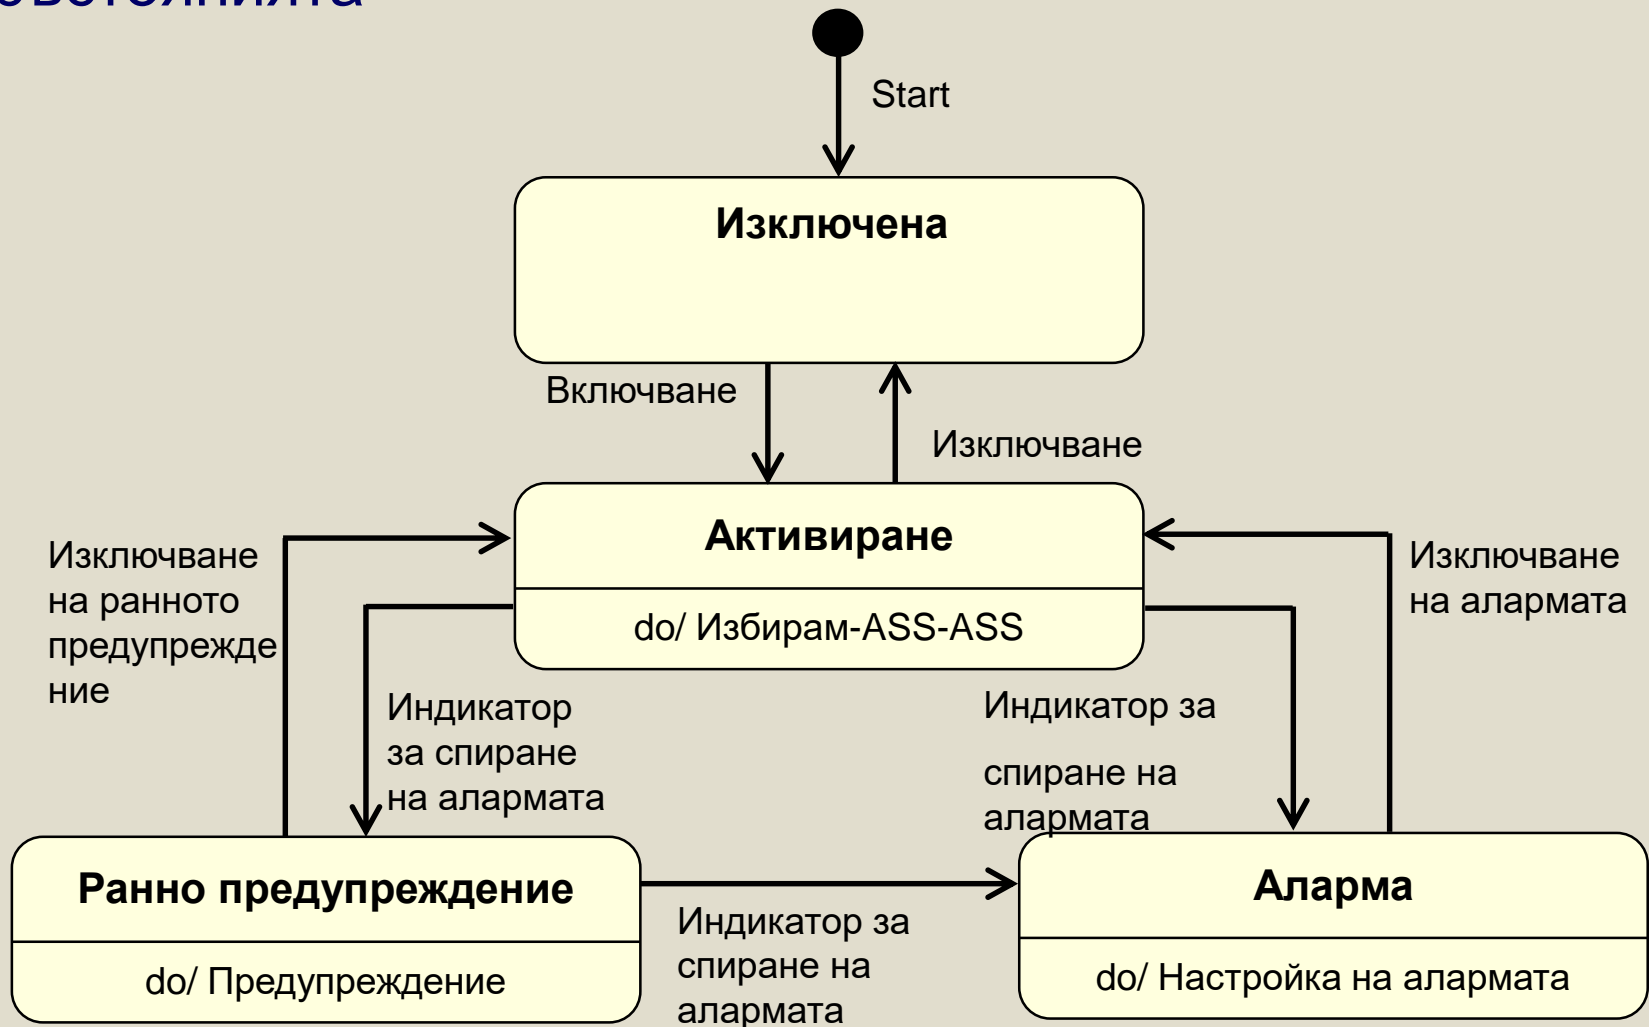 Start
Изключена
Включване
Изключване
Активиране
do/ Избирам-ASS-ASS
Изключване
на ранното
предупрежде
ние
Изключване
на алармата
Индикатор
за спиране
на алармата
Индикатор за
спиране на
алармата
Ранно предупреждение
do/ Предупреждение
Индикатор за
спиране на
алармата
Аларма
do/ Настройка на алармата